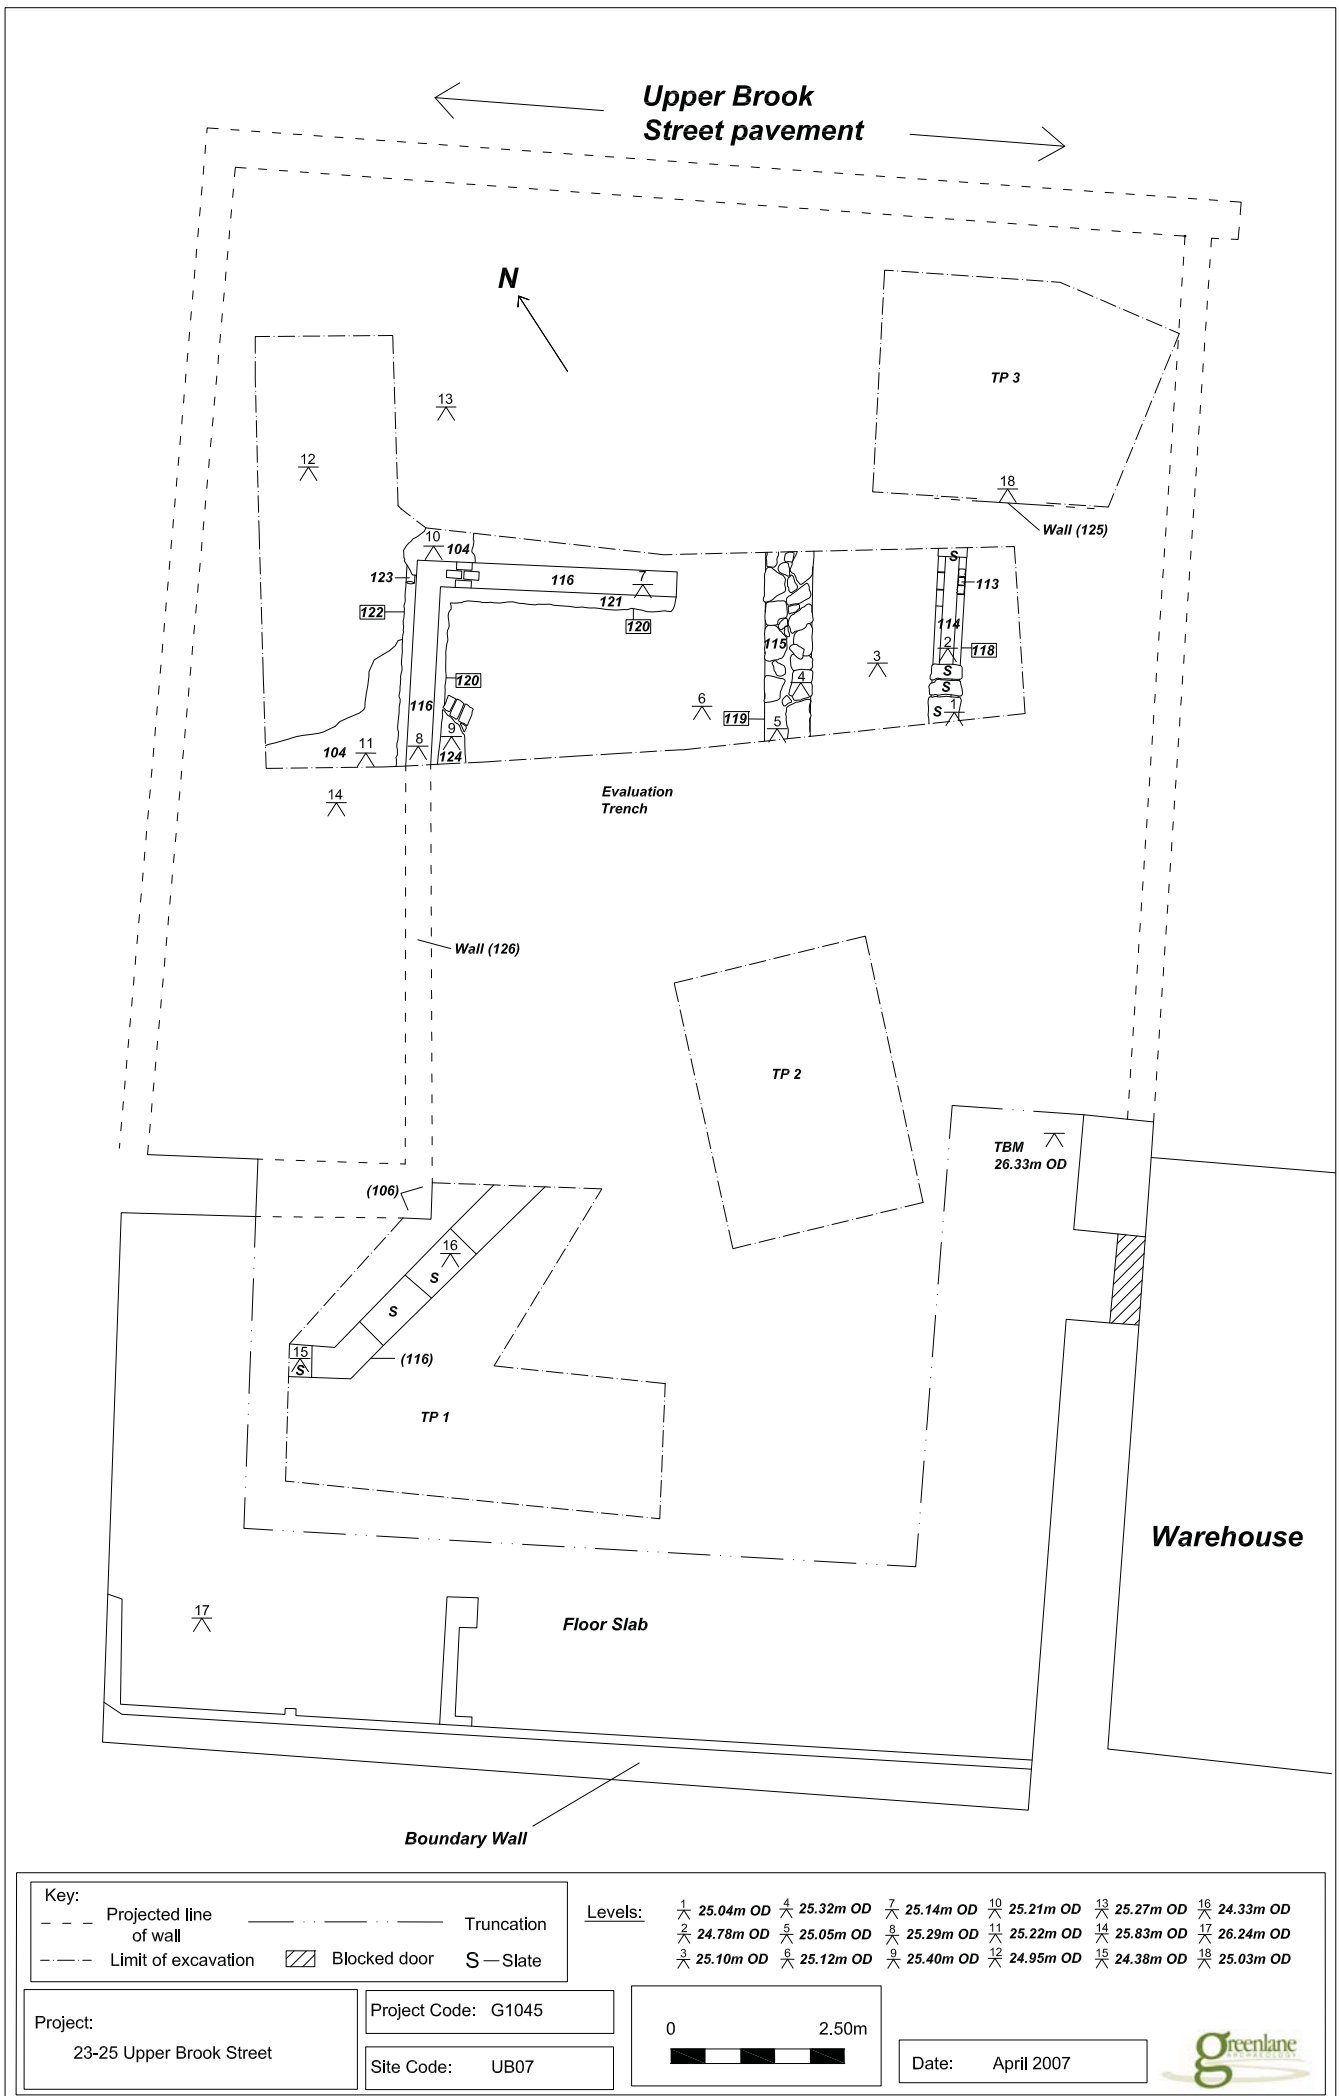 Upper Brook
Street pavement
N
TP 3
13
12
18
Wall (125)
10
104
123
116
7
121
122
120
113
114
115
2
118
3
120
4
S
S
S
S
6
116
119
1
9
5
8
104
11
124
14
Evaluation
Trench
Wall (126)
TP 2
TBM
26.33m OD
(106)
16
S
S
15
S
(116)
TP 1
Warehouse
17
Floor Slab
Boundary Wall
Key:
Projected line
of wall
Truncation
Limit of excavation
Blocked door
S — Slate
Levels:
1 25.04m OD 4 25.32m OD 7 25.14m OD 10 25.21m OD 13 25.27m OD 16 24.33m OD
2 24.78m OD 5 25.05m OD 8 25.29m OD 11 25.22m OD 14 25.83m OD 17 26.24m OD
3 25.10m OD 6 25.12m OD 9 25.40m OD 12 24.95m OD 15 24.38m OD 18 25.03m OD
Project:
23-25 Upper Brook Street
Project Code: G1045
Site Code: UB07
0 2.50m
Date: April 2007
greenlane
ARCHAEOLOGY